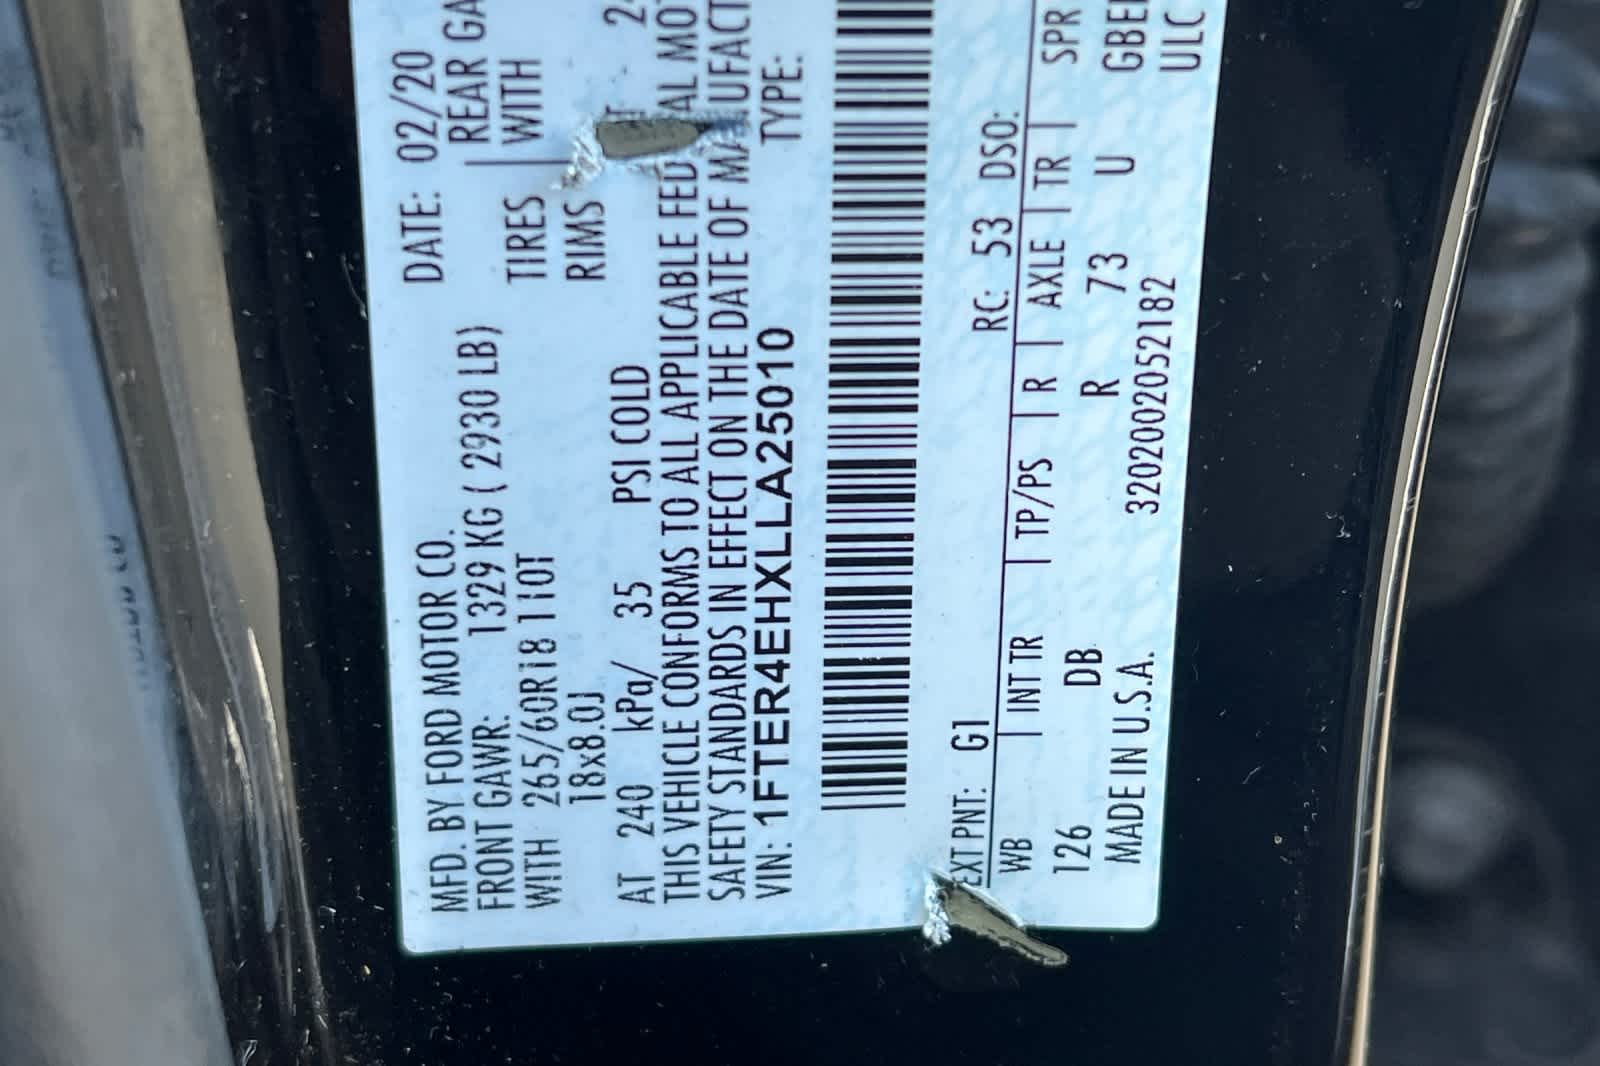 MFD. BY FORD MOTOR CO. DATE: 02/20
FRONT GAWR: 1329 KG ( 2930 LB) REAR
WITH 265/60R18 110T TIRES WITH
18x8.0J RIMS
AT 240 kPa/ 35 PSI COLD
THIS VEHICLE CONFORMS TO ALL APPLICABLE
SAFETY STANDARDS IN EFFECT ON THE DATE OF
VIN: 1FTER4EHXLLA25010 TYPE:
EXT PNT: G1 RC: 53 DSO:
WB INT TR TP/PS R AXLE TR SPR
126 DB R 73 U
MADE IN U.S.A. 3202002052182 ULC